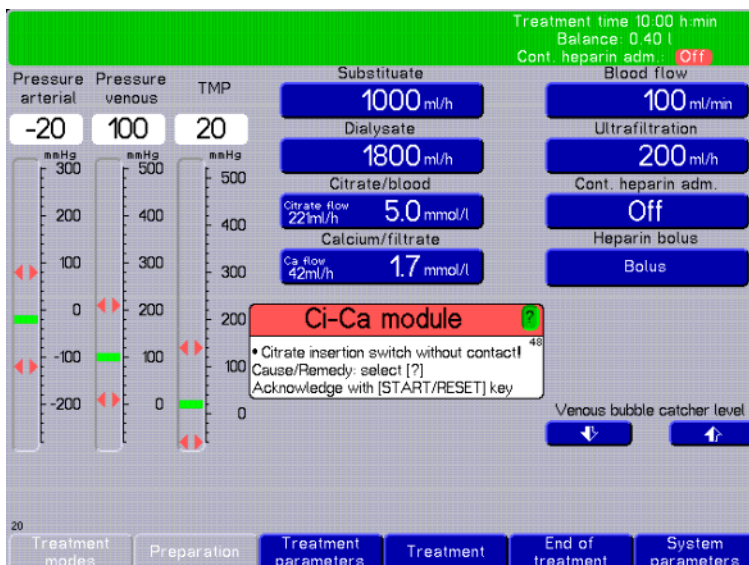 Treatment time 10:00 h:min
Balance: 0.40 l
Cont. heparin adm.: Off
Pressure arterial
Pressure venous
TMP
-20
100
20
mmHg
300
200
100
0
-100
-200
mmHg
500
400
300
200
100
0
mmHg
500
400
300
200
100
0
Substituate
1000 ml/h
Dialysate
1800 ml/h
Citrate/blood
Citrate flow
221ml/h
5.0 mmol/l
Calcium/filtrate
Ca flow
42ml/h
1.7 mmol/l
Blood flow
100 ml/min
Ultrafiltration
200 ml/h
Cont. heparin adm.
Off
Heparin bolus
Bolus
Ci-Ca module
?
48
• Citrate insertion switch without contact!
Cause/Remedy: select [?]
Acknowledge with [START/RESET] key
Venous bubble catcher level
20
Treatment modes
Preparation
Treatment parameters
Treatment
End of treatment
System parameters